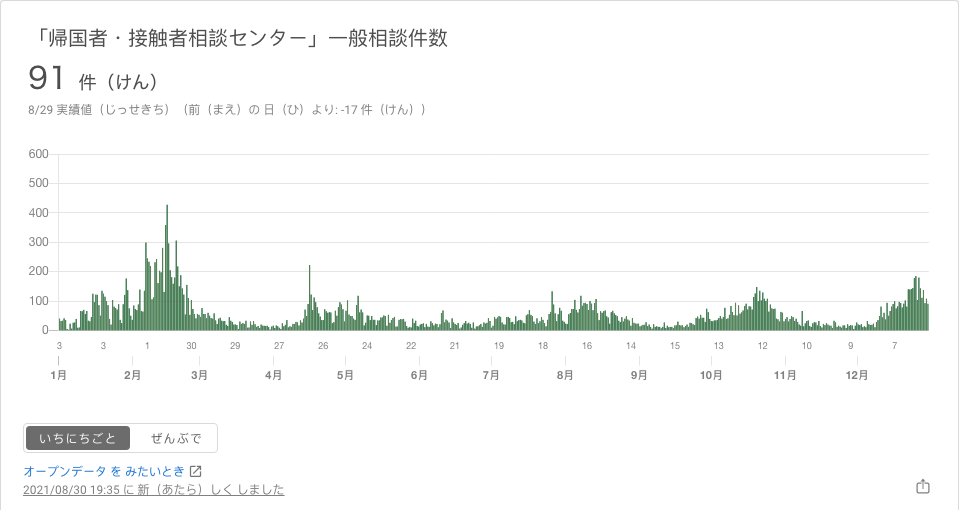 「帰国者・接触者相談センター」一般相談件数
91 件（けん）
8/29 実績値（じっせきち）（前（まえ）の 日（ひ）より: -17 件（けん））
600
500
400
300
200
100
0
3 3 1 30 29 27 26 24 22 21 19 18 16 14 15 13 12 10 9 7
1月 2月 3月 4月 5月 6月 7月 8月 9月 10月 11月 12月
いちにちごと ぜんぶで
オープンデータ を みたいとき
2021/08/30 19:35 に 新（あたら）しく しました